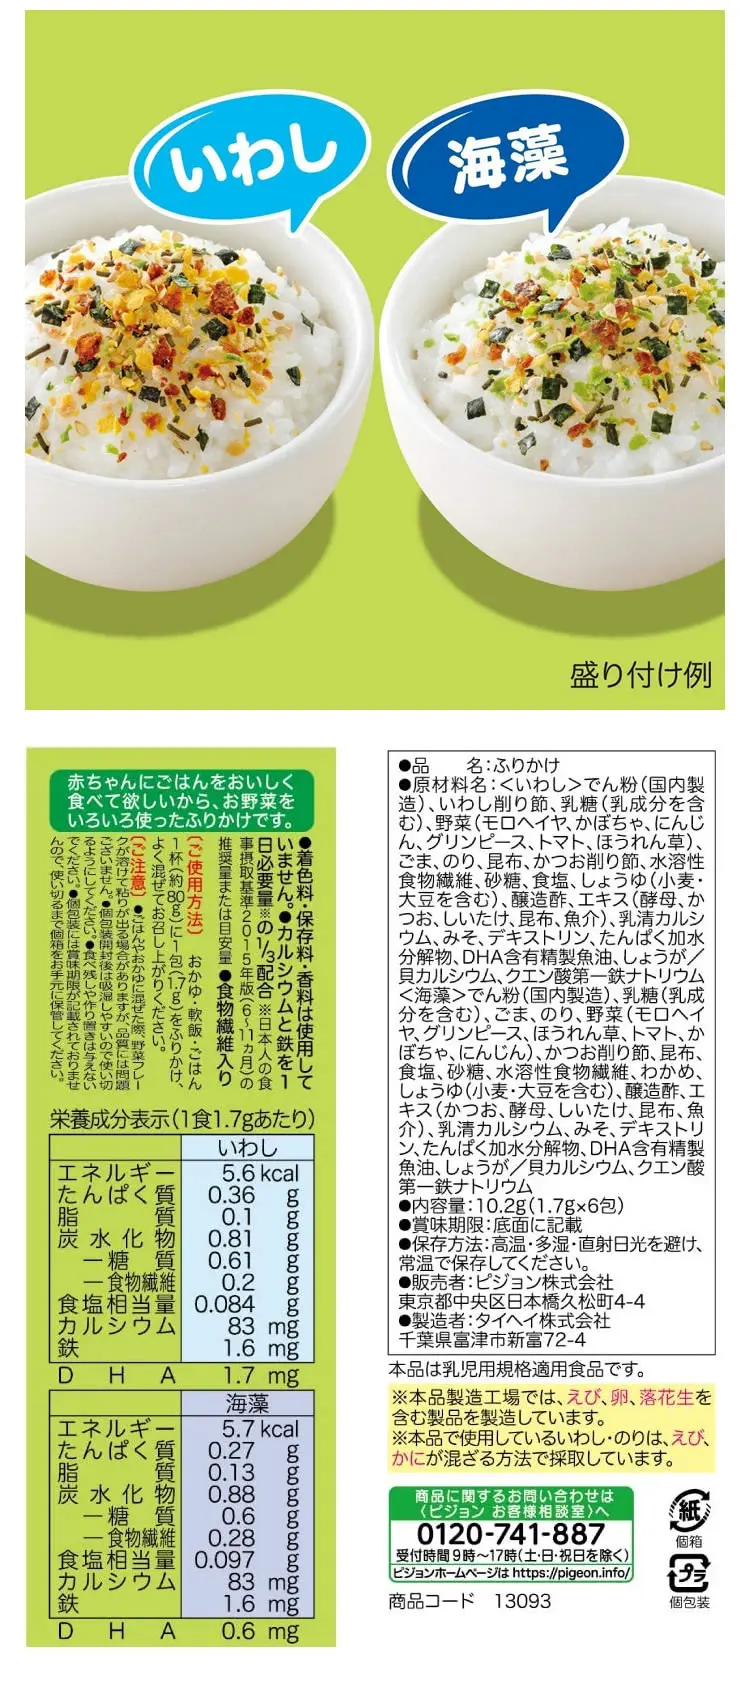 いわし
海藻
盛り付け例
赤ちゃんにごはんをおいしく
食べて欲しいから、お野菜を
いろいろ使ったふりかけです。
●着色料・保存料・香料は使用して
いません。●カルシウムと鉄を1
日必要量※の1/3配合 ※日本人の食
事摂取基準2015年版(6〜11ヵ月)の
推奨量または目安量 ●食物繊維入り
〔ご使用方法〕 おかゆ・軟飯・ごはん
1杯(約80g)に1包(1.7g)をふりかけ、
よく混ぜてお召し上がりください。
〔ご注意〕●ごはんやおかゆに混ぜた際、野菜フレー
クが溶けて粘りが出る場合がありますが、品質には問題
ございません。●個包装開封後は吸湿しやすいので使い切
るようにしてください。●食べ残しや作り置きは与えない
でください。●個包装には賞味期限が記載されておりませ
んので、使い切るまで個箱をお手元に保管してください。
栄養成分表示(1食1.7gあたり)
いわし
エネルギー 5.6 kcal
たんぱく質 0.36 g
脂質 0.1 g
炭水化物 0.81 g
―糖質 0.61 g
―食物繊維 0.2 g
食塩相当量 0.084 g
カルシウム 83 mg
鉄 1.6 mg
DHA 1.7 mg
海藻
エネルギー 5.7 kcal
たんぱく質 0.27 g
脂質 0.13 g
炭水化物 0.88 g
―糖質 0.6 g
―食物繊維 0.28 g
食塩相当量 0.097 g
カルシウム 83 mg
鉄 1.6 mg
DHA 0.6 mg
●品 名:ふりかけ
●原材料名:<いわし>でん粉(国内製
造)、いわし削り節、乳糖(乳成分を含
む)、野菜(モロヘイヤ、かぼちゃ、にんじ
ん、グリンピース、トマト、ほうれん草)、
ごま、のり、昆布、かつお削り節、水溶性
食物繊維、砂糖、食塩、しょうゆ(小麦・
大豆を含む)、醸造酢、エキス(酵母、か
つお、しいたけ、昆布、魚介)、乳清カルシ
ウム、みそ、デキストリン、たんぱく加水
分解物、DHA含有精製魚油、しょうが/
貝カルシウム、クエン酸第一鉄ナトリウム
<海藻>でん粉(国内製造)、乳糖(乳成
分を含む)、ごま、のり、野菜(モロヘイ
ヤ、グリンピース、ほうれん草、トマト、か
ぼちゃ、にんじん)、かつお削り節、昆布、
食塩、砂糖、水溶性食物繊維、わかめ、
しょうゆ(小麦・大豆を含む)、醸造酢、エ
キス(かつお、酵母、しいたけ、昆布、魚
介)、乳清カルシウム、みそ、デキストリ
ン、たんぱく加水分解物、DHA含有精製
魚油、しょうが/貝カルシウム、クエン酸
第一鉄ナトリウム
●内容量:10.2g(1.7g×6包)
●賞味期限:底面に記載
●保存方法:高温・多湿・直射日光を避け、
常温で保存してください。
●販売者:ピジョン株式会社
東京都中央区日本橋久松町4-4
●製造者:タイヘイ株式会社
千葉県富津市新富72-4
本品は乳児用規格適用食品です。
※本品製造工場では、えび、卵、落花生を
含む製品を製造しています。
※本品で使用しているいわし・のりは、えび、
かにが混ざる方法で採取しています。
商品に関するお問い合わせは
〈ピジョン お客様相談室〉へ
0120-741-887
受付時間9時〜17時(土・日・祝日を除く)
ピジョンホームページは https://pigeon.info/
商品コード 13093
紙
個箱
プラ
個包装